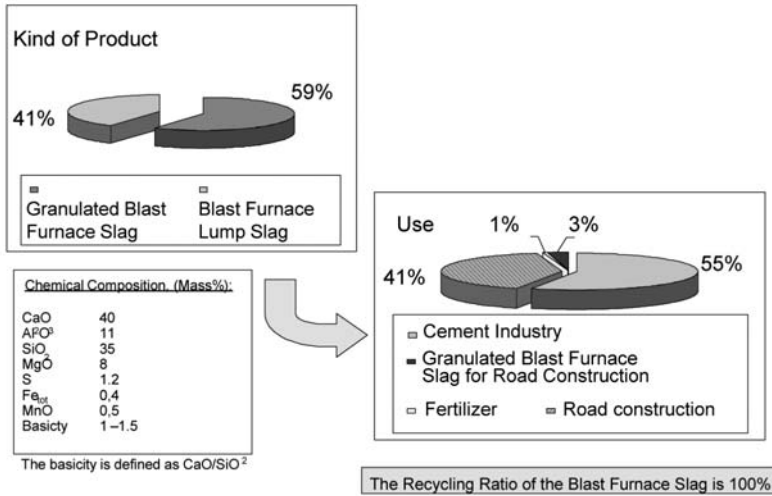 Kind of Product
59%
41%
Granulated Blast Furnace Slag
Blast Furnace Lump Slag
Chemical Composition, (Mass%):
CaO 40
Al²O³ 11
SiO₂ 35
MgO 8
S 1.2
Fe_tot 0,4
MnO 0,5
Basicty 1–1.5
The basicity is defined as CaO/SiO²
Use
1%
3%
41%
55%
Cement Industry
Granulated Blast Furnace
Slag for Road Construction
Fertilizer
Road construction
The Recycling Ratio of the Blast Furnace Slag is 100%